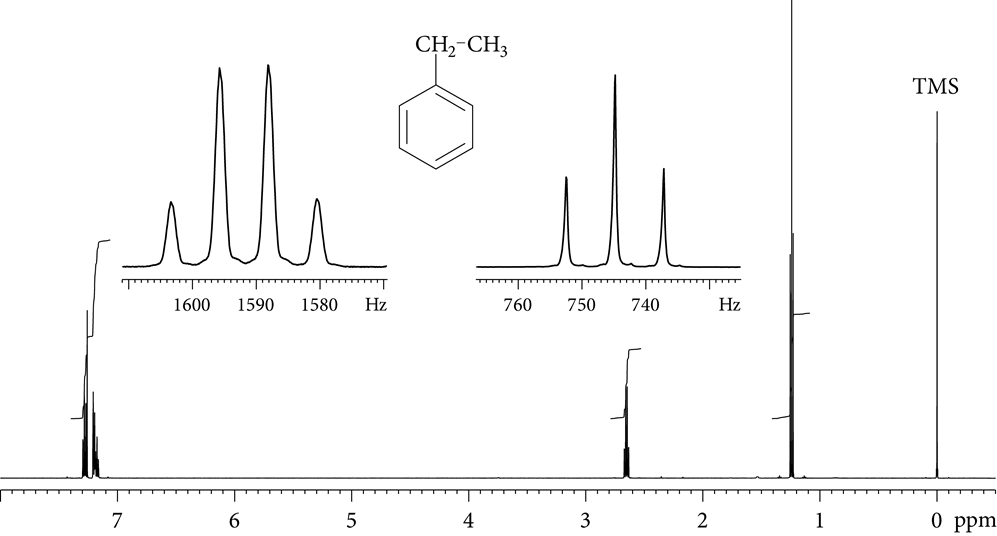 CH2-CH3
TMS
1600 1590 1580 Hz
760 750 740 Hz
7 6 5 4 3 2 1 0 ppm